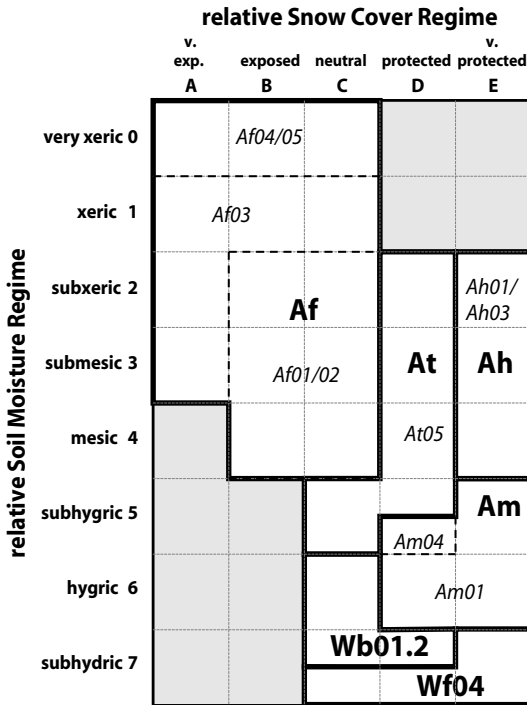 relative Snow Cover Regime
v. exp.
exposed
neutral
protected
v. protected
A
B
C
D
E
relative Soil Moisture Regime
very xeric 0
Af04/05
xeric 1
Af03
subxeric 2
Ah01/
Ah03
Af
submesic 3
At
Ah
Af01/02
mesic 4
At05
subhygric 5
Am
Am04
hygric 6
Am01
Wb01.2
subhydric 7
Wf04